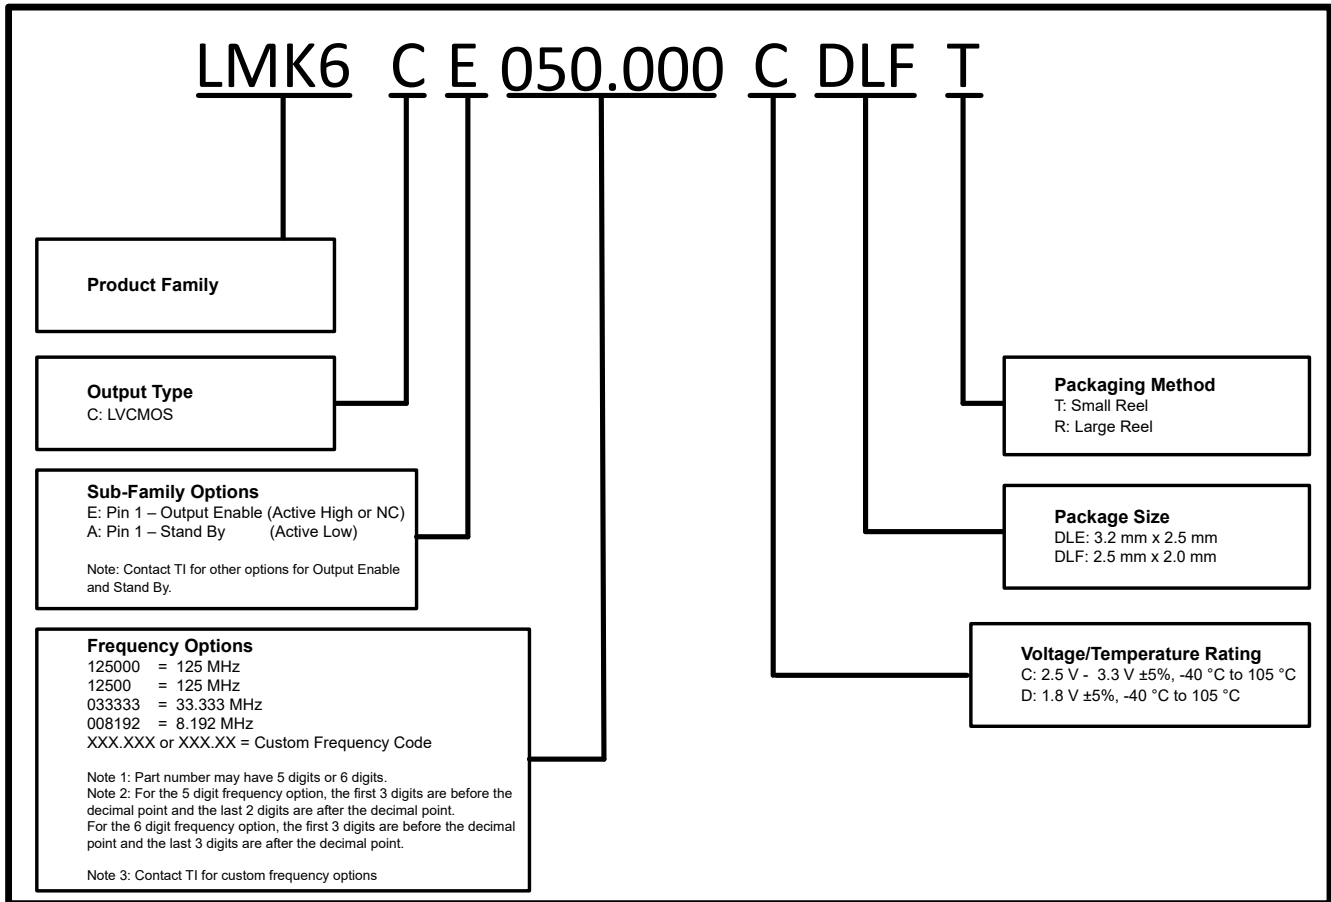 LMK6 C E 050.000 C DLF T
Product Family
Output Type
C: LVCMOS
Sub-Family Options
E: Pin 1 – Output Enable (Active High or NC)
A: Pin 1 – Stand By (Active Low)
Note: Contact TI for other options for Output Enable
and Stand By.
Frequency Options
125000 = 125 MHz
12500 = 125 MHz
033333 = 33.333 MHz
008192 = 8.192 MHz
XXX.XXX or XXX.XX = Custom Frequency Code
Note 1: Part number may have 5 digits or 6 digits.
Note 2: For the 5 digit frequency option, the first 3 digits are before the
decimal point and the last 2 digits are after the decimal point.
For the 6 digit frequency option, the first 3 digits are before the decimal
point and the last 3 digits are after the decimal point.
Note 3: Contact TI for custom frequency options
Packaging Method
T: Small Reel
R: Large Reel
Package Size
DLE: 3.2 mm x 2.5 mm
DLF: 2.5 mm x 2.0 mm
Voltage/Temperature Rating
C: 2.5 V - 3.3 V ±5%, -40 °C to 105 °C
D: 1.8 V ±5%, -40 °C to 105 °C